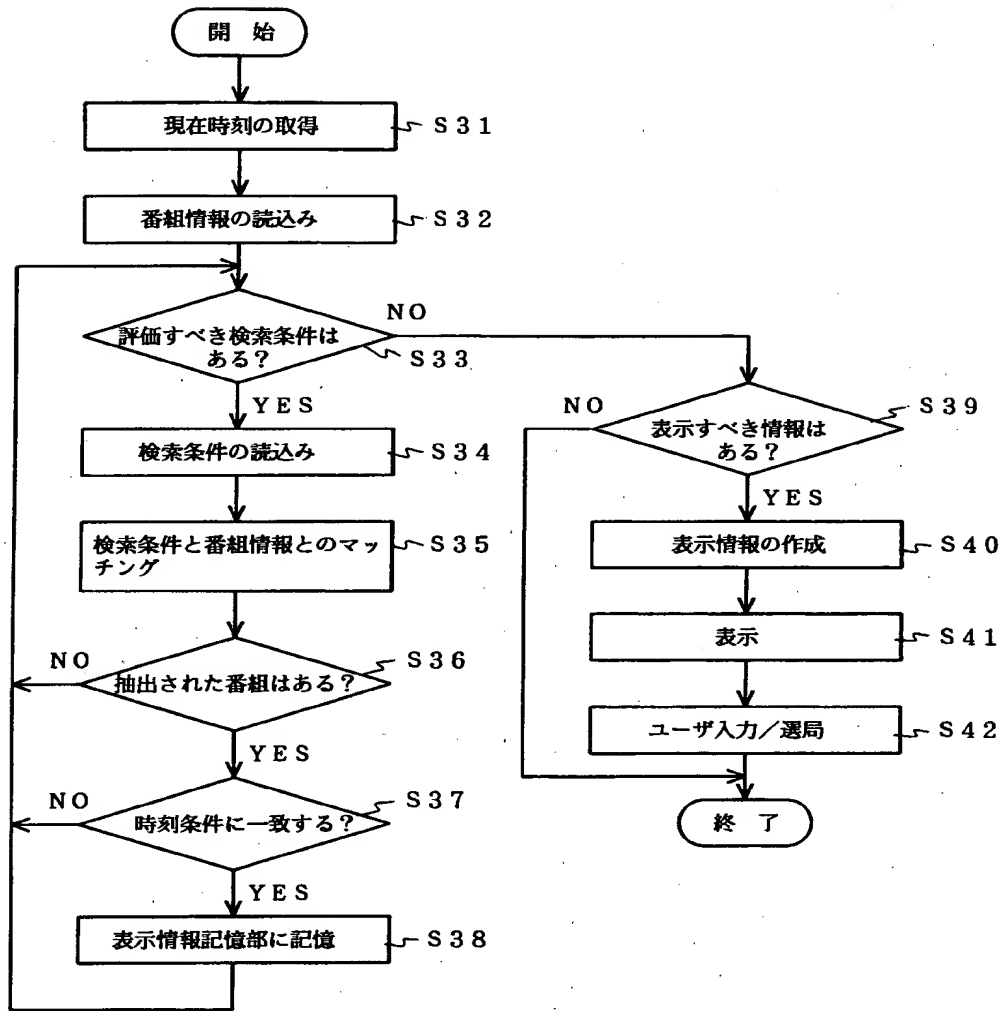 開 始
現在時刻の取得
S31
番組情報の読込み
S32
評価すべき検索条件は
ある?
S33
NO
YES
検索条件の読込み
S34
検索条件と番組情報とのマッ
チング
S35
抽出された番組はある?
S36
NO
YES
時刻条件に一致する?
S37
NO
YES
表示情報記憶部に記憶
S38
表示すべき情報は
ある?
S39
NO
YES
表示情報の作成
S40
表示
S41
ユーザ入力/選局
S42
終 了